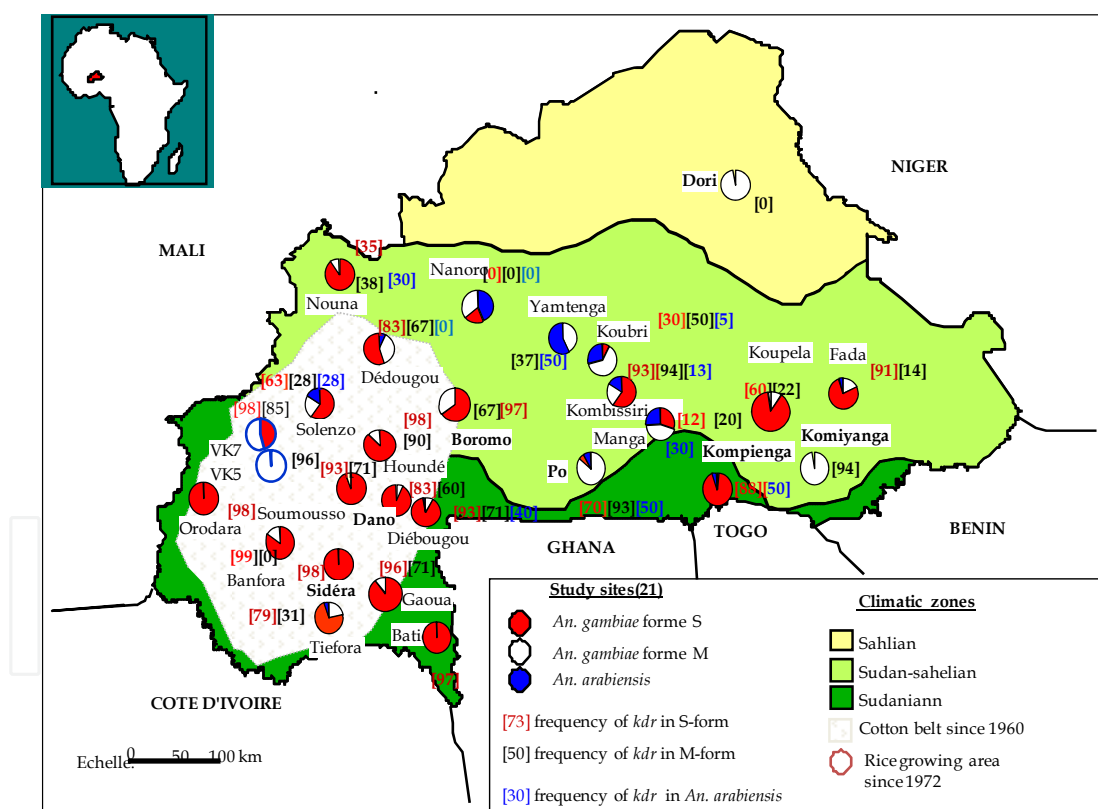 NIGER
Dori
[0]
MALI
[35]
Nanoro [0][0][0]
[38] [30]
Nouna
Yamtenga
[83][67][0]
Koubri
[30][50][5]
[37][50]
Koupela
Fada
[91][14]
Dédougou
[93][94][13]
[60][22]
[63][28][28]
[98][85]
Solenzo
[98]
[67][97]
Kombissiri
[12] [20]
VK7
[90]
Boromo
Manga
[30]
Kompienga
Komiyanga
[96]
Houndé
Po
[94]
VK5
[93][71]
[83][60]
[88][50]
Orodara
[98]
Soumousso
Dano
[93][71][40]
[70][93][50]
Diébougou
TOGO
BENIN
GHANA
[99][0]
Banfora
[98]
[96][71]
Sidéra
Gaoua
[79][31]
Tiefora
Bati
[97]
COTE D'IVOIRE
Echelle:
0 50 100 km
Study sites(21)
An. gambiae forme S
An. gambiae forme M
An. arabiensis
[73] frequency of kdr in S-form
[50] frequency of kdr in M-form
[30] frequency of kdr in An. arabiensis
Climatic zones
Sahlian
Sudan-sahelian
Sudaniann
Cotton belt since 1960
Rice growing area
since 1972